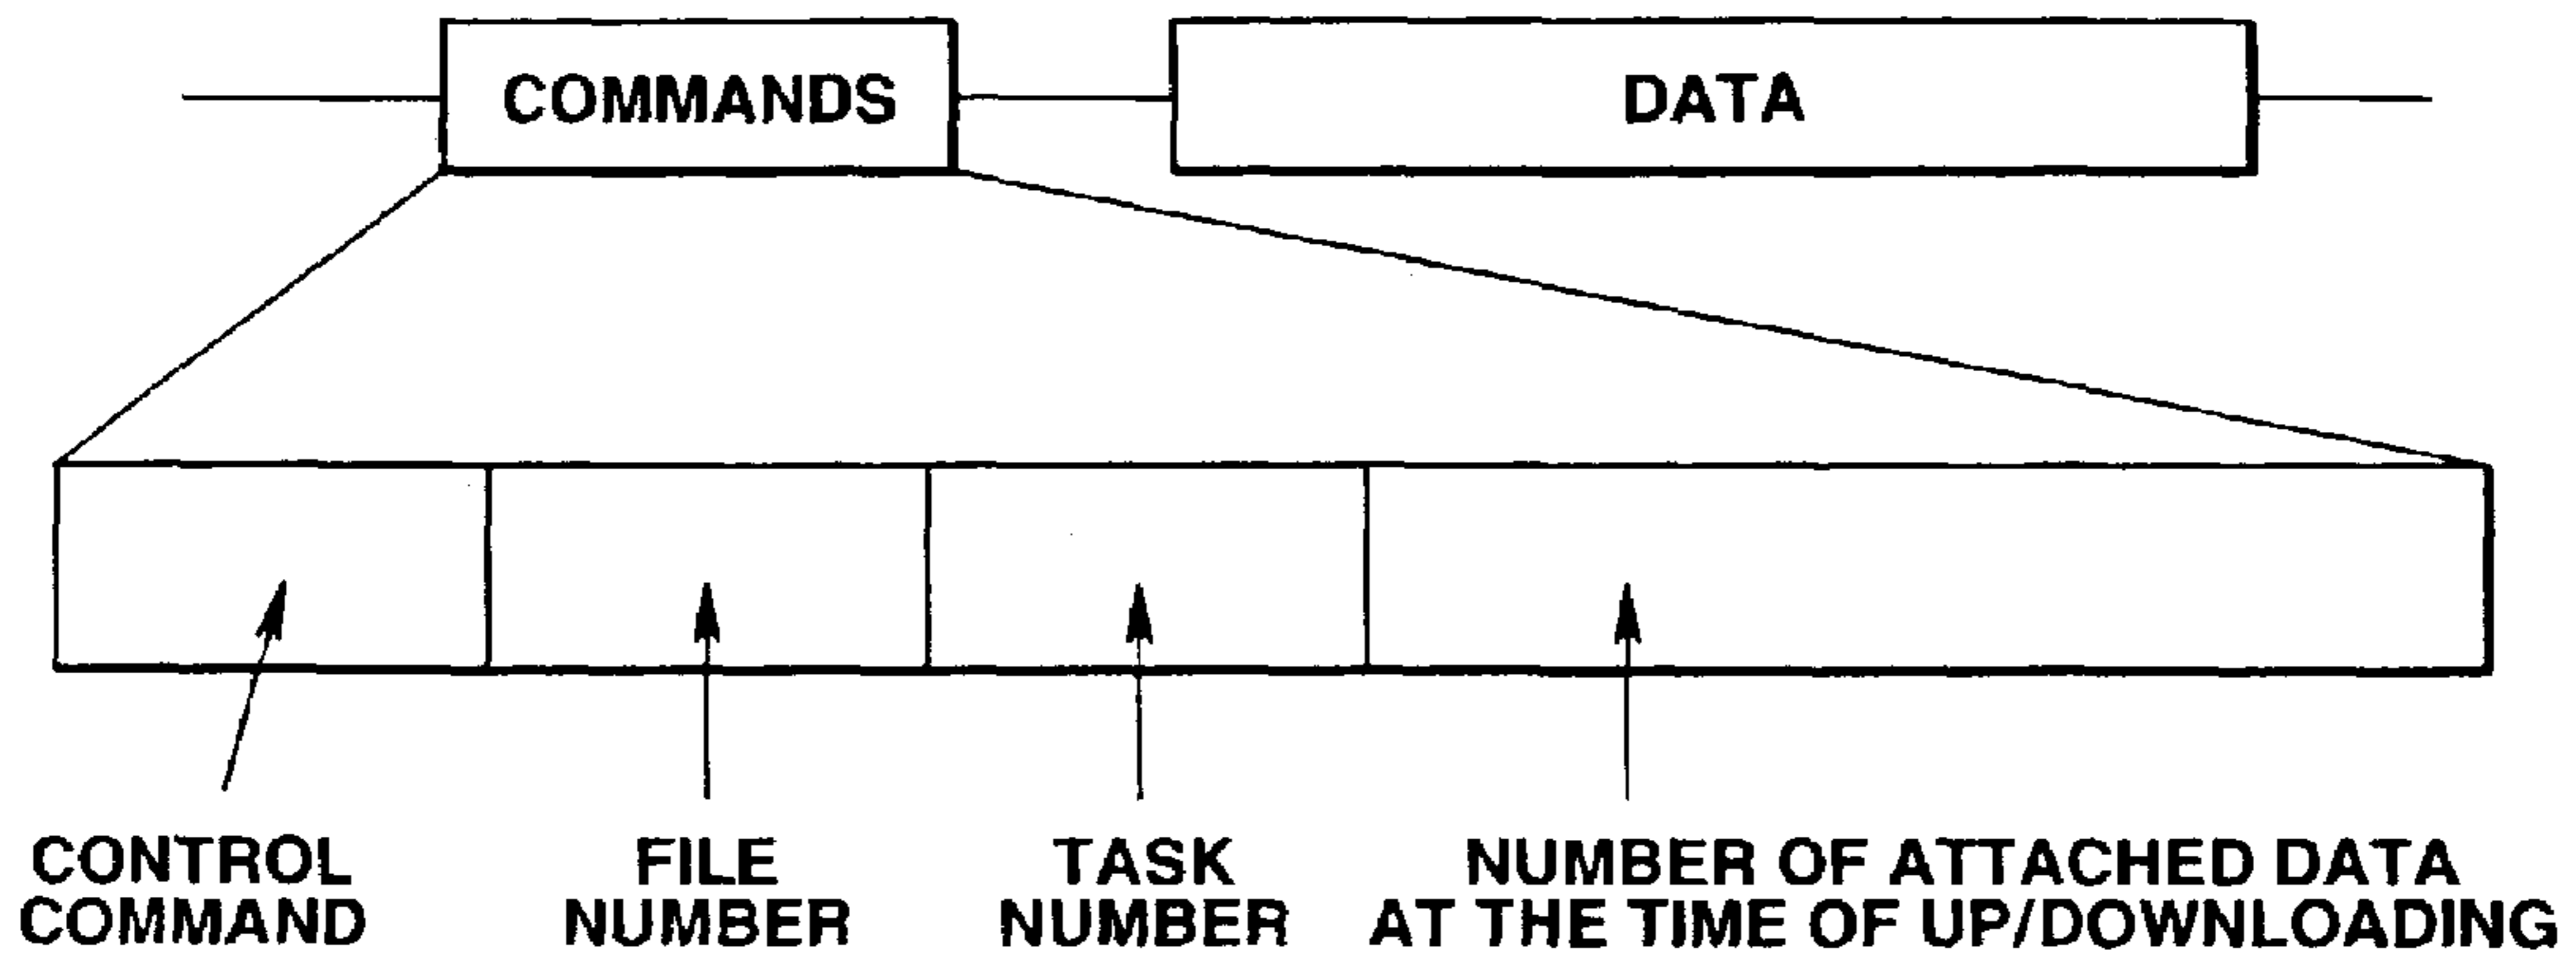 COMMANDS
DATA
CONTROL
COMMAND
FILE
NUMBER
TASK
NUMBER
NUMBER OF ATTACHED DATA
AT THE TIME OF UP/DOWNLOADING